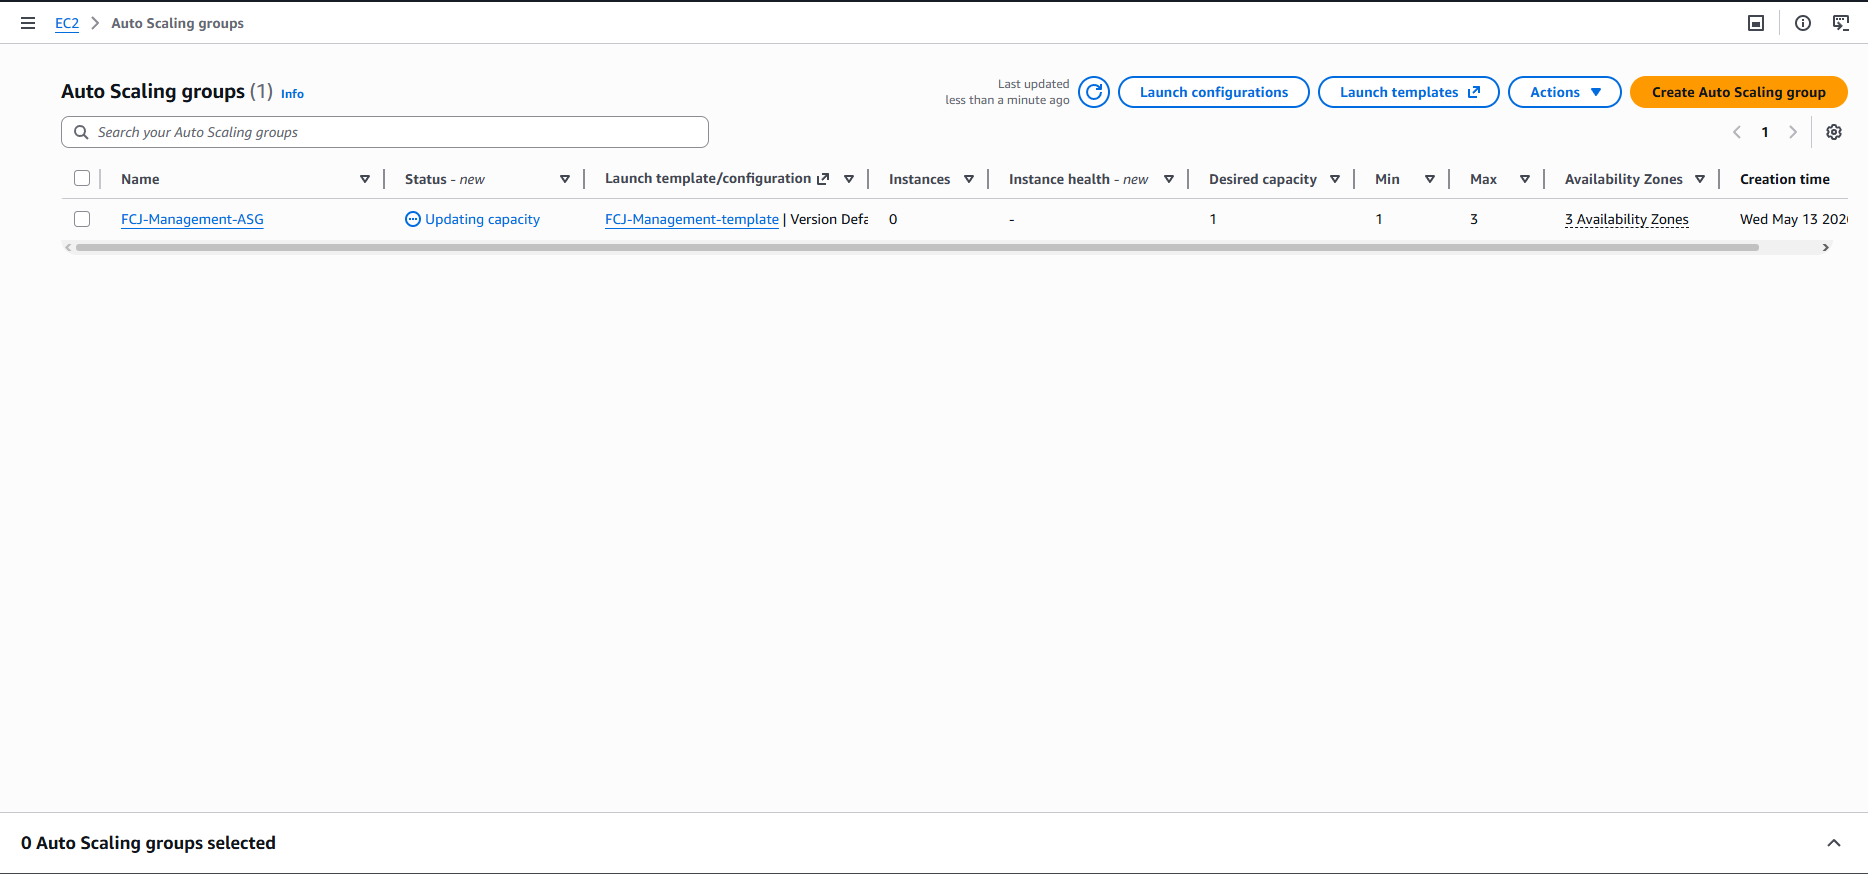 EC2 > Auto Scaling groups
Auto Scaling groups (1) Info
Last updated
less than a minute ago
Launch configurations
Launch templates
Actions
Create Auto Scaling group
Search your Auto Scaling groups
1
Name Status - new Launch template/configuration Instances Instance health - new Desired capacity Min Max Availability Zones Creation time
FCJ-Management-ASG Updating capacity FCJ-Management-template | Version Defa 0 - 1 1 3 3 Availability Zones Wed May 13 202
0 Auto Scaling groups selected